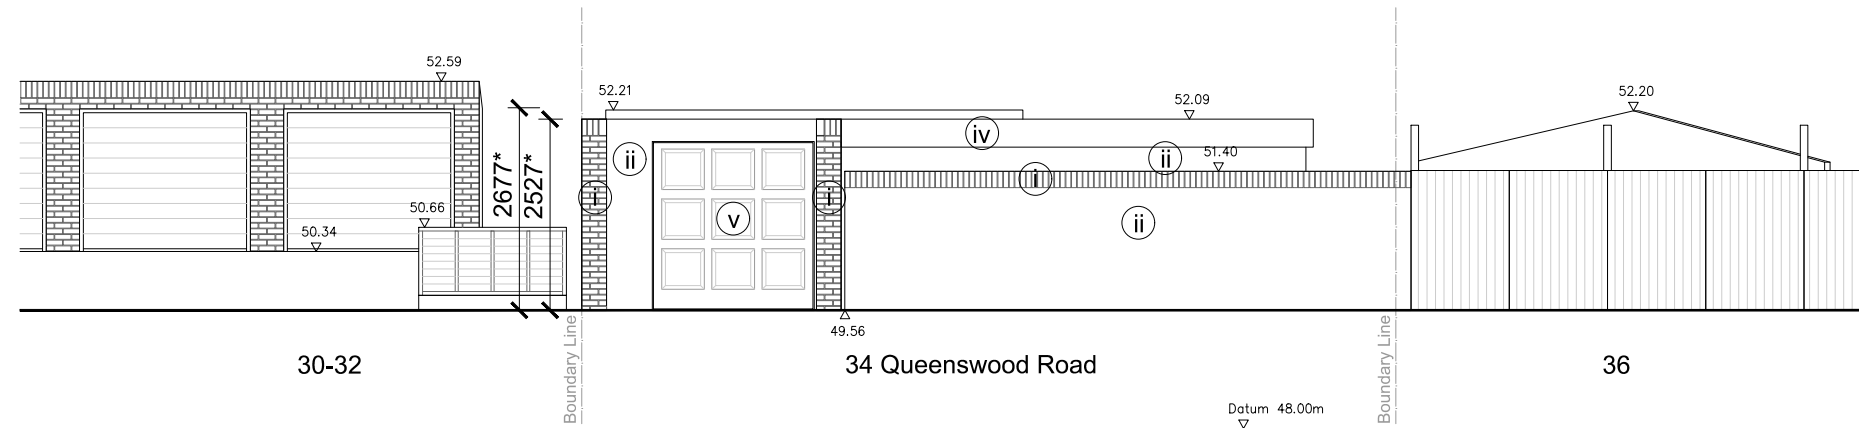 52.59
52.21
52.09
52.20
iv
ii
ii
51.40
i
2677*
2527*
i
i
50.66
v
ii
50.34
49.56
Boundary Line
Boundary Line
30-32
34 Queenswood Road
36
Datum 48.00m